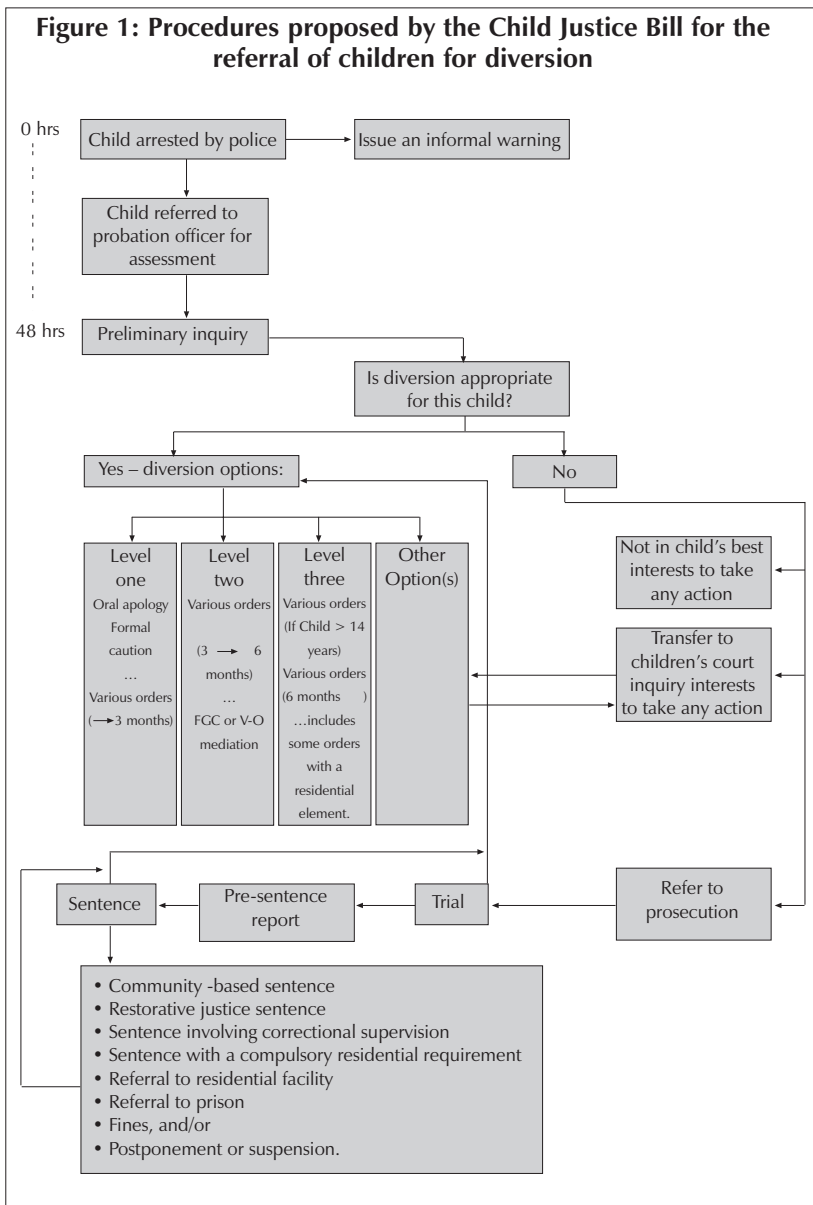 Figure 1: Procedures proposed by the Child Justice Bill for the
referral of children for diversion
0 hrs
Child arrested by police
Issue an informal warning
Child referred to
probation officer for
assessment
48 hrs
Preliminary inquiry
Is diversion appropriate
for this child?
Yes – diversion options:
No
Level
one
Oral apology
Formal
caution
...
Various orders
(→3 months)
Level
two
Various orders
(3 → 6
months)
...
FGC or V-O
mediation
Level
three
Various orders
(If Child > 14
years)
Various orders
(6 months )
...includes
some orders
with a
residential
element.
Other
Option(s)
Not in child's best
interests to take
any action
Transfer to
children's court
inquiry interests
to take any action
Sentence
Pre-sentence
report
Trial
Refer to
prosecution
• Community -based sentence
• Restorative justice sentence
• Sentence involving correctional supervision
• Sentence with a compulsory residential requirement
• Referral to residential facility
• Referral to prison
• Fines, and/or
• Postponement or suspension.